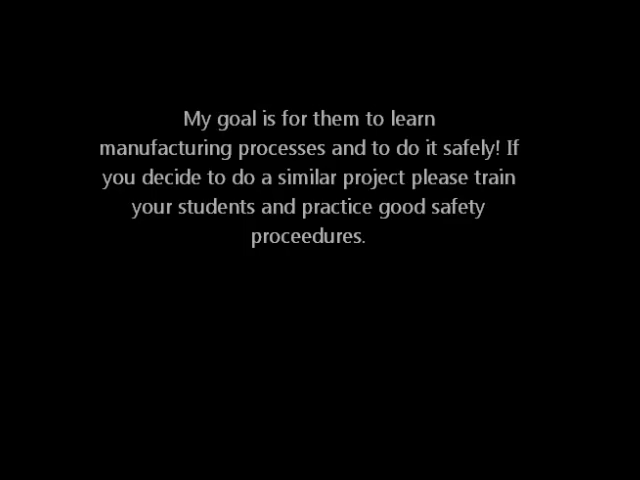 My goal is for them to learn
manufacturing processes and to do it safely! If
you decide to do a similar project please train
your students and practice good safety
proceedures.